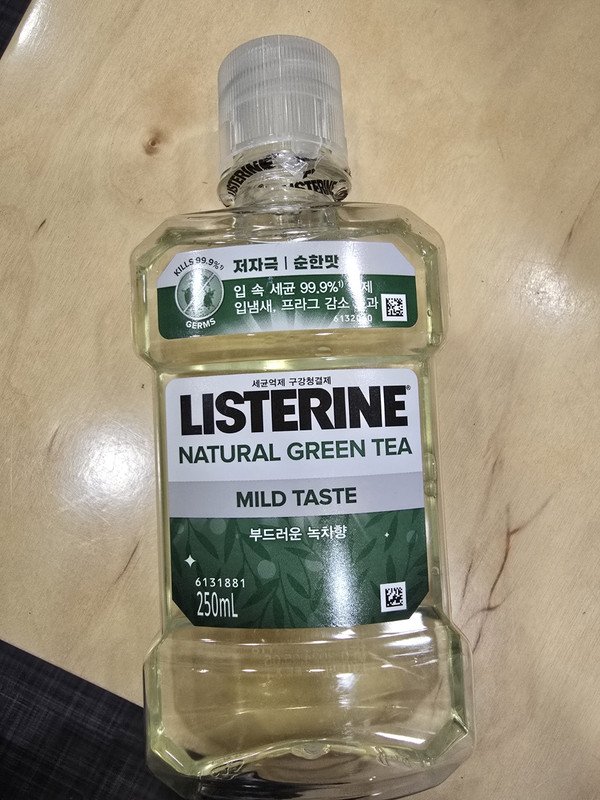 LISTERINE
LISTERINE
KILLS 99.9%¹⁾
GERMS
저자극 | 순한맛
입 속 세균 99.9%¹⁾
입냄새, 프라그 감소
세균억제 구강청결제
LISTERINE®
NATURAL GREEN TEA
MILD TASTE
부드러운 녹차향
6131881
250mL